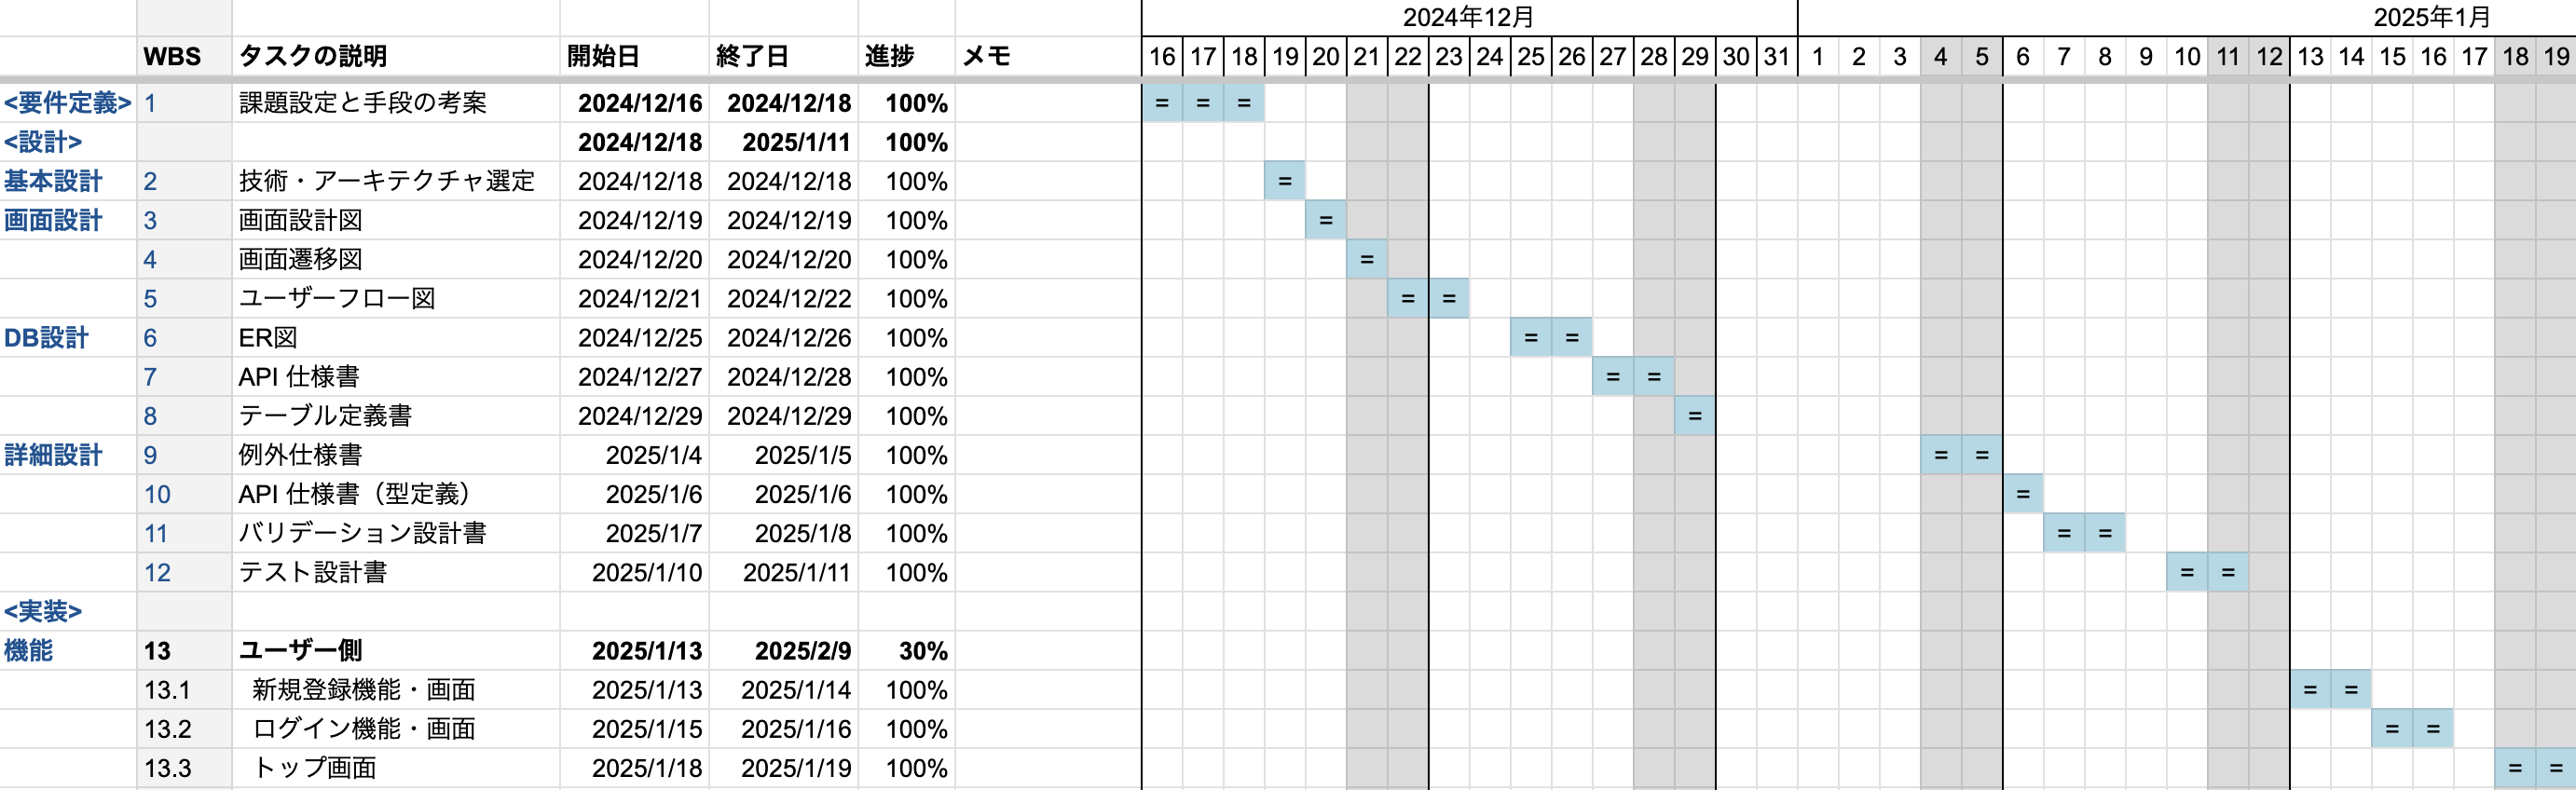 2024年12月 2025年1月
WBS タスクの説明 開始日 終了日 進捗 メモ 16 17 18 19 20 21 22 23 24 25 26 27 28 29 30 31 1 2 3 4 5 6 7 8 9 10 11 12 13 14 15 16 17 18 19
<要件定義> 1 課題設定と手段の考案 2024/12/16 2024/12/18 100% = = =
<設計> 2024/12/18 2025/1/11 100%
基本設計 2 技術・アーキテクチャ選定 2024/12/18 2024/12/18 100% =
画面設計 3 画面設計図 2024/12/19 2024/12/19 100% =
4 画面遷移図 2024/12/20 2024/12/20 100% =
5 ユーザーフロー図 2024/12/21 2024/12/22 100% = =
DB設計 6 ER図 2024/12/25 2024/12/26 100% = =
7 API 仕様書 2024/12/27 2024/12/28 100% = =
8 テーブル定義書 2024/12/29 2024/12/29 100% =
詳細設計 9 例外仕様書 2025/1/4 2025/1/5 100% = =
10 API 仕様書（型定義） 2025/1/6 2025/1/6 100% =
11 バリデーション設計書 2025/1/7 2025/1/8 100% = =
12 テスト設計書 2025/1/10 2025/1/11 100% = =
<実装>
機能 13 ユーザー側 2025/1/13 2025/2/9 30%
13.1 新規登録機能・画面 2025/1/13 2025/1/14 100% = =
13.2 ログイン機能・画面 2025/1/15 2025/1/16 100% = =
13.3 トップ画面 2025/1/18 2025/1/19 100% = =